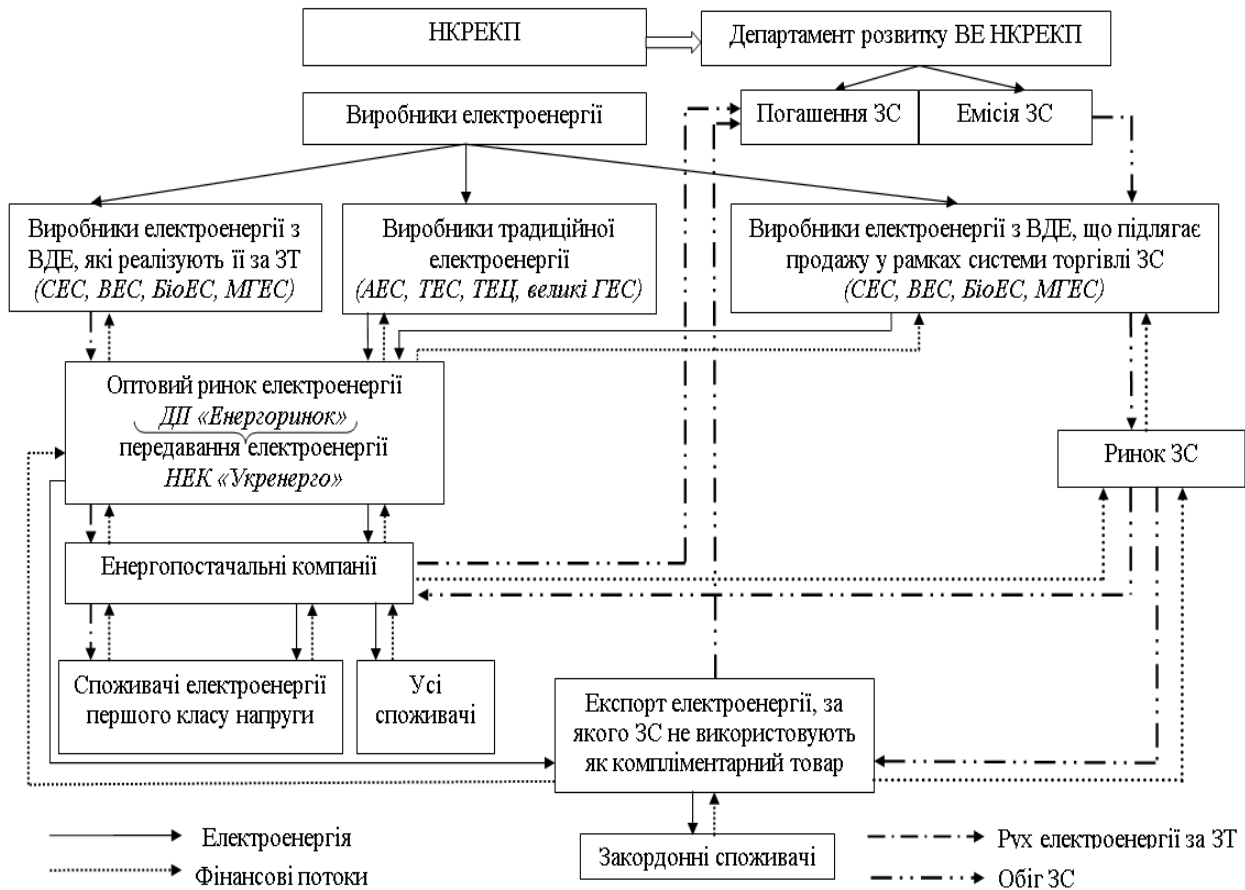 НКРЕКП
Департамент розвитку ВЕ НКРЕКП
Виробники електроенергії
Погашення ЗС
Емісія ЗС
Виробники електроенергії з
ВДЕ, які реалізують її за ЗТ
(СЕС, ВЕС, БіоЕС, МГЕС)
Виробники традиційної
електроенергії
(АЕС, ТЕС, ТЕЦ, великі ГЕС)
Виробники електроенергії з ВДЕ, що підлягає
продажу у рамках системи торгівлі ЗС
(СЕС, ВЕС, БіоЕС, МГЕС)
Оптовий ринок електроенергії
ДП «Енергоринок»
передавання електроенергії
НЕК «Укренерго»
Ринок ЗС
Енергопостачальні компанії
Споживачі електроенергії
першого класу напруги
Усі
споживачі
Експорт електроенергії, за
якого ЗС не використовують
як компліментарний товар
Закордонні споживачі
Електроенергія
Фінансові потоки
Рух електроенергії за ЗТ
Обіг ЗС